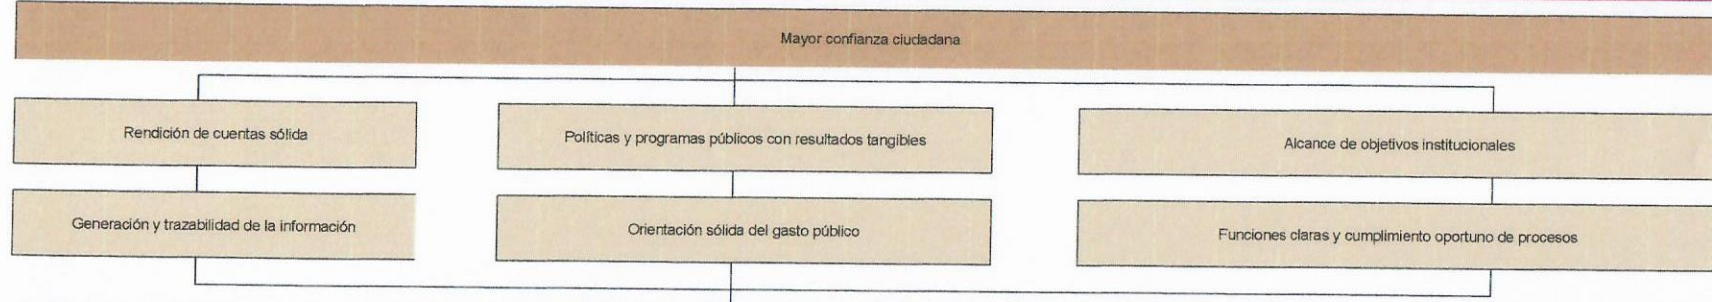 Mayor confianza ciudadana
Rendición de cuentas sólida
Políticas y programas públicos con resultados tangibles
Alcance de objetivos institucionales
Generación y trazabilidad de la información
Orientación sólida del gasto público
Funciones claras y cumplimiento oportuno de procesos